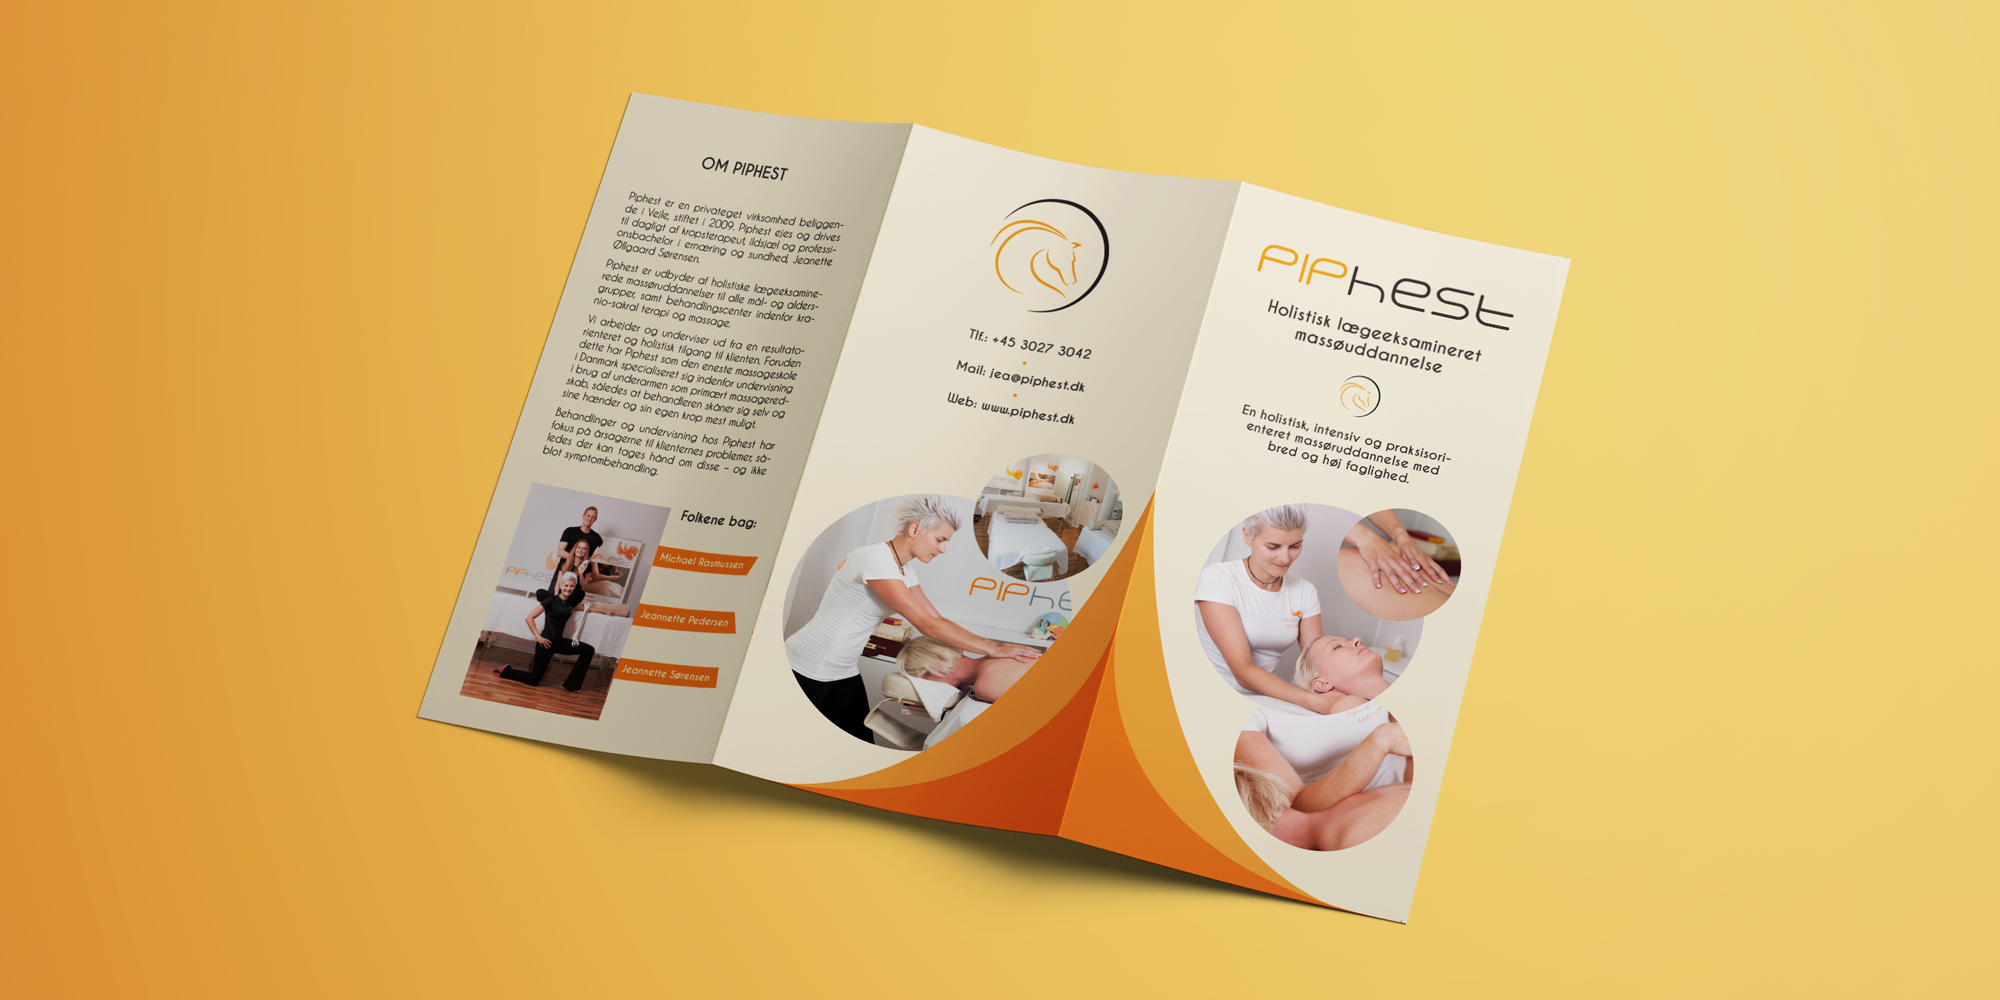 OM PIPHEST
Piphest er en privateget virksomhed beliggen-
de i Vejle, stiftet i 2009. Piphest ejes og drives
til dagligt af kropsterapeut, ildsjæl og professi-
onsbachelor i ernæring og sundhed, Jeanette
Øllgaard Sørensen.
Piphest er udbyder af holistiske lægeeksamine-
rede massøruddannelser til alle mål- og alders-
grupper, samt behandlingscenter indenfor kra-
nio-sakral terapi og massage.
Vi arbejder og underviser ud fra en resultato-
rienteret og holistisk tilgang til klienten. Foruden
dette har Piphest som den eneste massageskole
i Danmark specialiseret sig indenfor undervisning
i brug af underarmen som primært massagered-
skab, således at behandleren skåner sig selv og
sine hænder og sin egen krop mest muligt.
Behandlinger og undervisning hos Piphest har
fokus på årsagerne til klienternes problemer, så-
ledes der kan tages hånd om disse – og ikke
blot symptombehandling.
Folkene bag:
Michael Rasmussen
Jeannette Pedersen
Jeannette Sørensen
PIPhes
Tlf.: +45 3027 3042
Mail: jea@piphest.dk
Web: www.piphest.dk
PIPhe
PIPhest
Holistisk lægeeksamineret
massøuddannelse
En holistisk, intensiv og praksisori-
enteret massøruddannelse med
bred og høj faglighed.